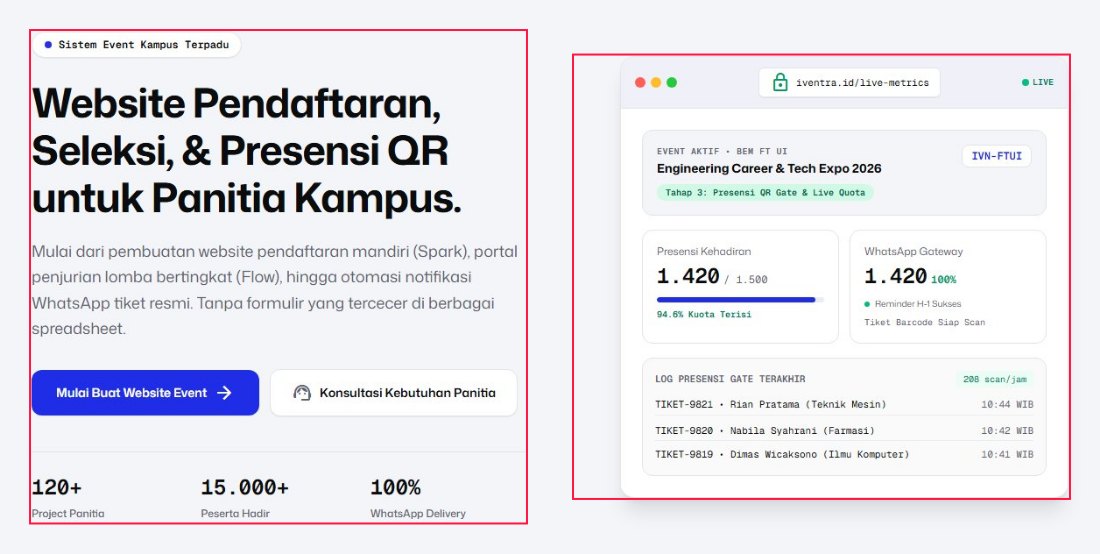 Sistem Event Kampus Terpadu
Website Pendaftaran,
Seleksi, & Presensi QR
untuk Panitia Kampus.
Mulai dari pembuatan website pendaftaran mandiri (Spark), portal
penjurian lomba bertingkat (Flow), hingga otomasi notifikasi
WhatsApp tiket resmi. Tanpa formulir yang tercecer di berbagai
spreadsheet.
Mulai Buat Website Event →
Konsultasi Kebutuhan Panitia
120+
Project Panitia
15.000+
Peserta Hadir
100%
WhatsApp Delivery
iventra.id/live-metrics
LIVE
EVENT AKTIF • BEM FT UI
Engineering Career & Tech Expo 2026
Tahap 3: Presensi QR Gate & Live Quota
IVN-FTUI
Presensi Kehadiran
1.420 / 1.500
94.6% Kuota Terisi
WhatsApp Gateway
1.420 100%
Reminder H-1 Sukses
Tiket Barcode Siap Scan
LOG PRESENSI GATE TERAKHIR 208 scan/jam
TIKET-9821 • Rian Pratama (Teknik Mesin) 10:44 WIB
TIKET-9820 • Nabila Syahrani (Farmasi) 10:42 WIB
TIKET-9819 • Dimas Wicaksono (Ilmu Komputer) 10:41 WIB